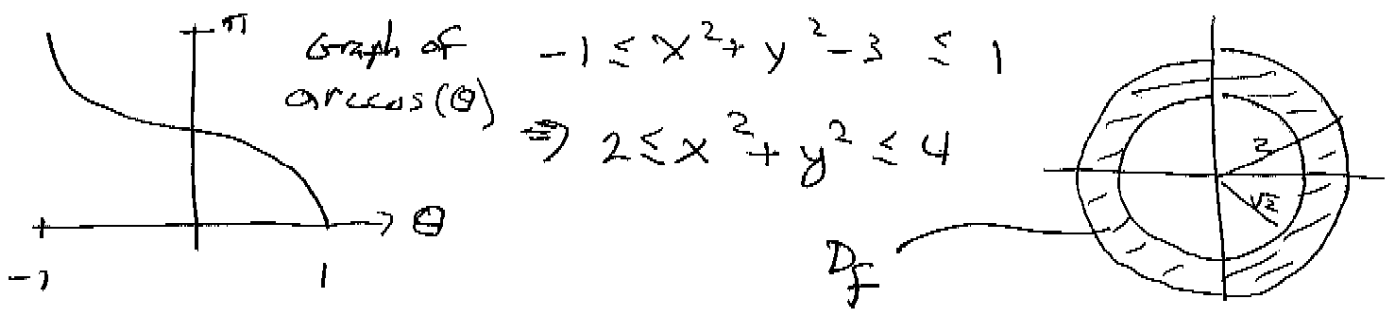 π
Graph of
arccos(θ)
-1 ≤ x² + y² - 3 ≤ 1
⇒ 2 ≤ x² + y² ≤ 4
2
√2
θ
-1
1
D_f